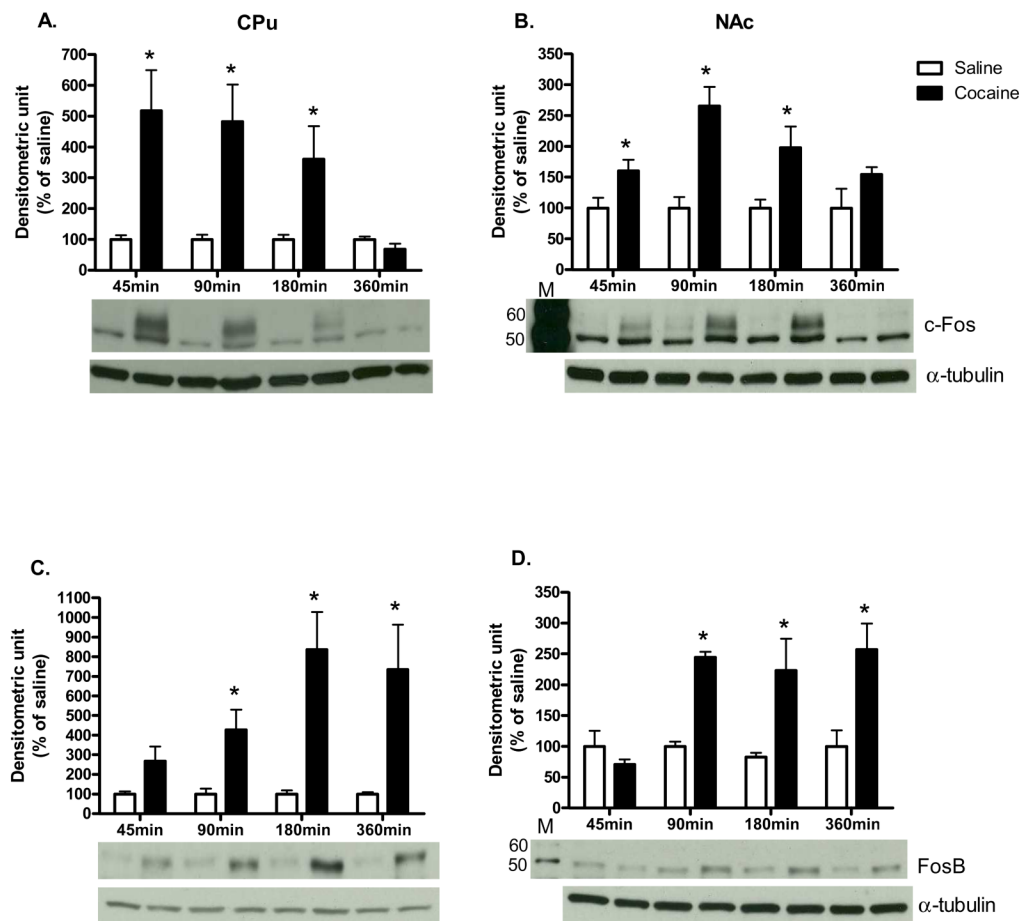 A.
CPu
Densitometric unit
(% of saline)
700
600
500
400
300
200
100
0
*
*
*
45min 90min 180min 360min
B.
NAc
Densitometric unit
(% of saline)
350
300
250
200
150
100
50
0
*
*
*
Saline
Cocaine
M
45min 90min 180min 360min
60
50
c-Fos
α-tubulin
C.
Densitometric unit
(% of saline)
1100
1000
900
800
700
600
500
400
300
200
100
0
*
*
*
45min 90min 180min 360min
D.
Densitometric unit
(% of saline)
350
300
250
200
150
100
50
0
*
*
*
M
45min 90min 180min 360min
60
50
FosB
α-tubulin